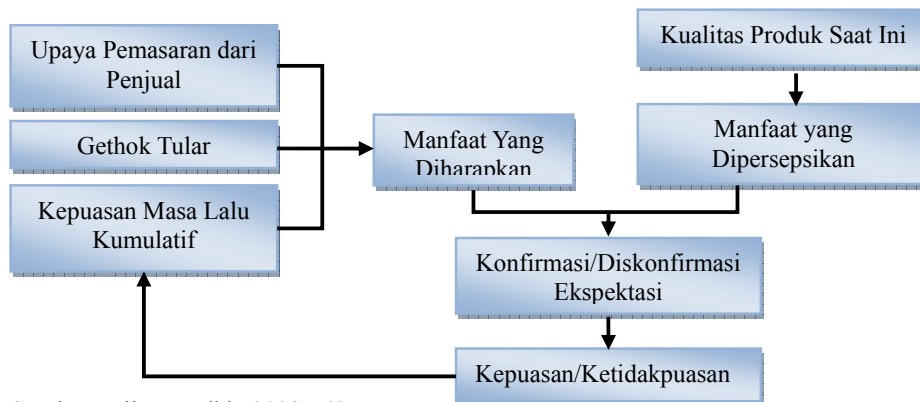 Upaya Pemasaran dari
Penjual
Gethok Tular
Kepuasan Masa Lalu
Kumulatif
Manfaat Yang
Diharapkan
Kualitas Produk Saat Ini
Manfaat yang
Dipersepsikan
Konfirmasi/Diskonfirmasi
Ekspektasi
Kepuasan/Ketidakpuasan